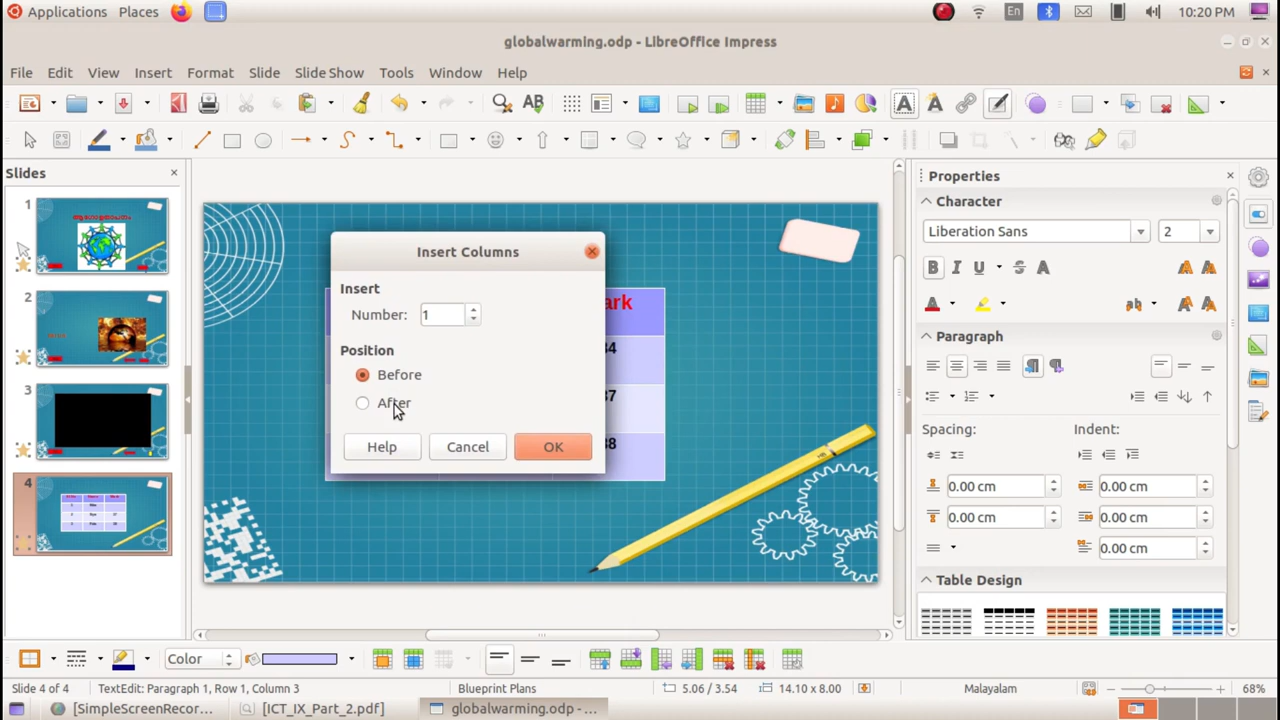 Applications Places En 10:20 PM
globalwarming.odp - LibreOffice Impress
File Edit View Insert Format Slide Slide Show Tools Window Help
Slides
1
2
3
4
Insert Columns
Insert
Number: 1
Position
Before
After
Help Cancel OK
ark
34
37
38
Properties
Character
Liberation Sans 2
Paragraph
Spacing: Indent:
0.00 cm 0.00 cm
0.00 cm 0.00 cm
0.00 cm
Table Design
Color
Slide 4 of 4 TextEdit: Paragraph 1, Row 1, Column 3 Blueprint Plans 5.06 / 3.54 14.10 x 8.00 Malayalam 68%
[SimpleScreenRecor... [ICT_IX_Part_2.pdf] globalwarming.odp - ...